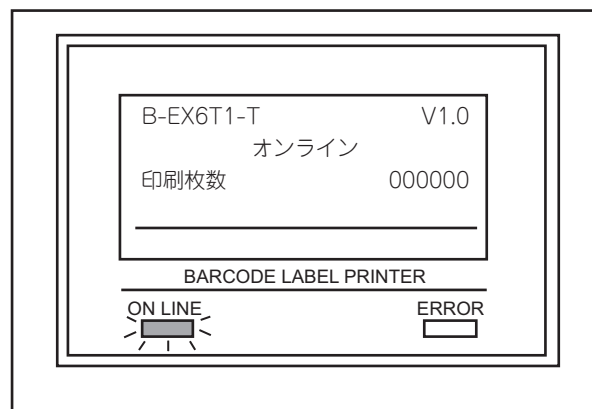 B-EX6T1-T V1.0
オンライン
印刷枚数 000000
BARCODE LABEL PRINTER
ON LINE ERROR